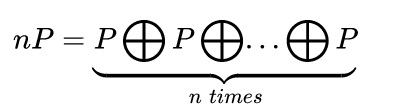 nP = P ⨁ P ⨁ … ⨁ P
n times